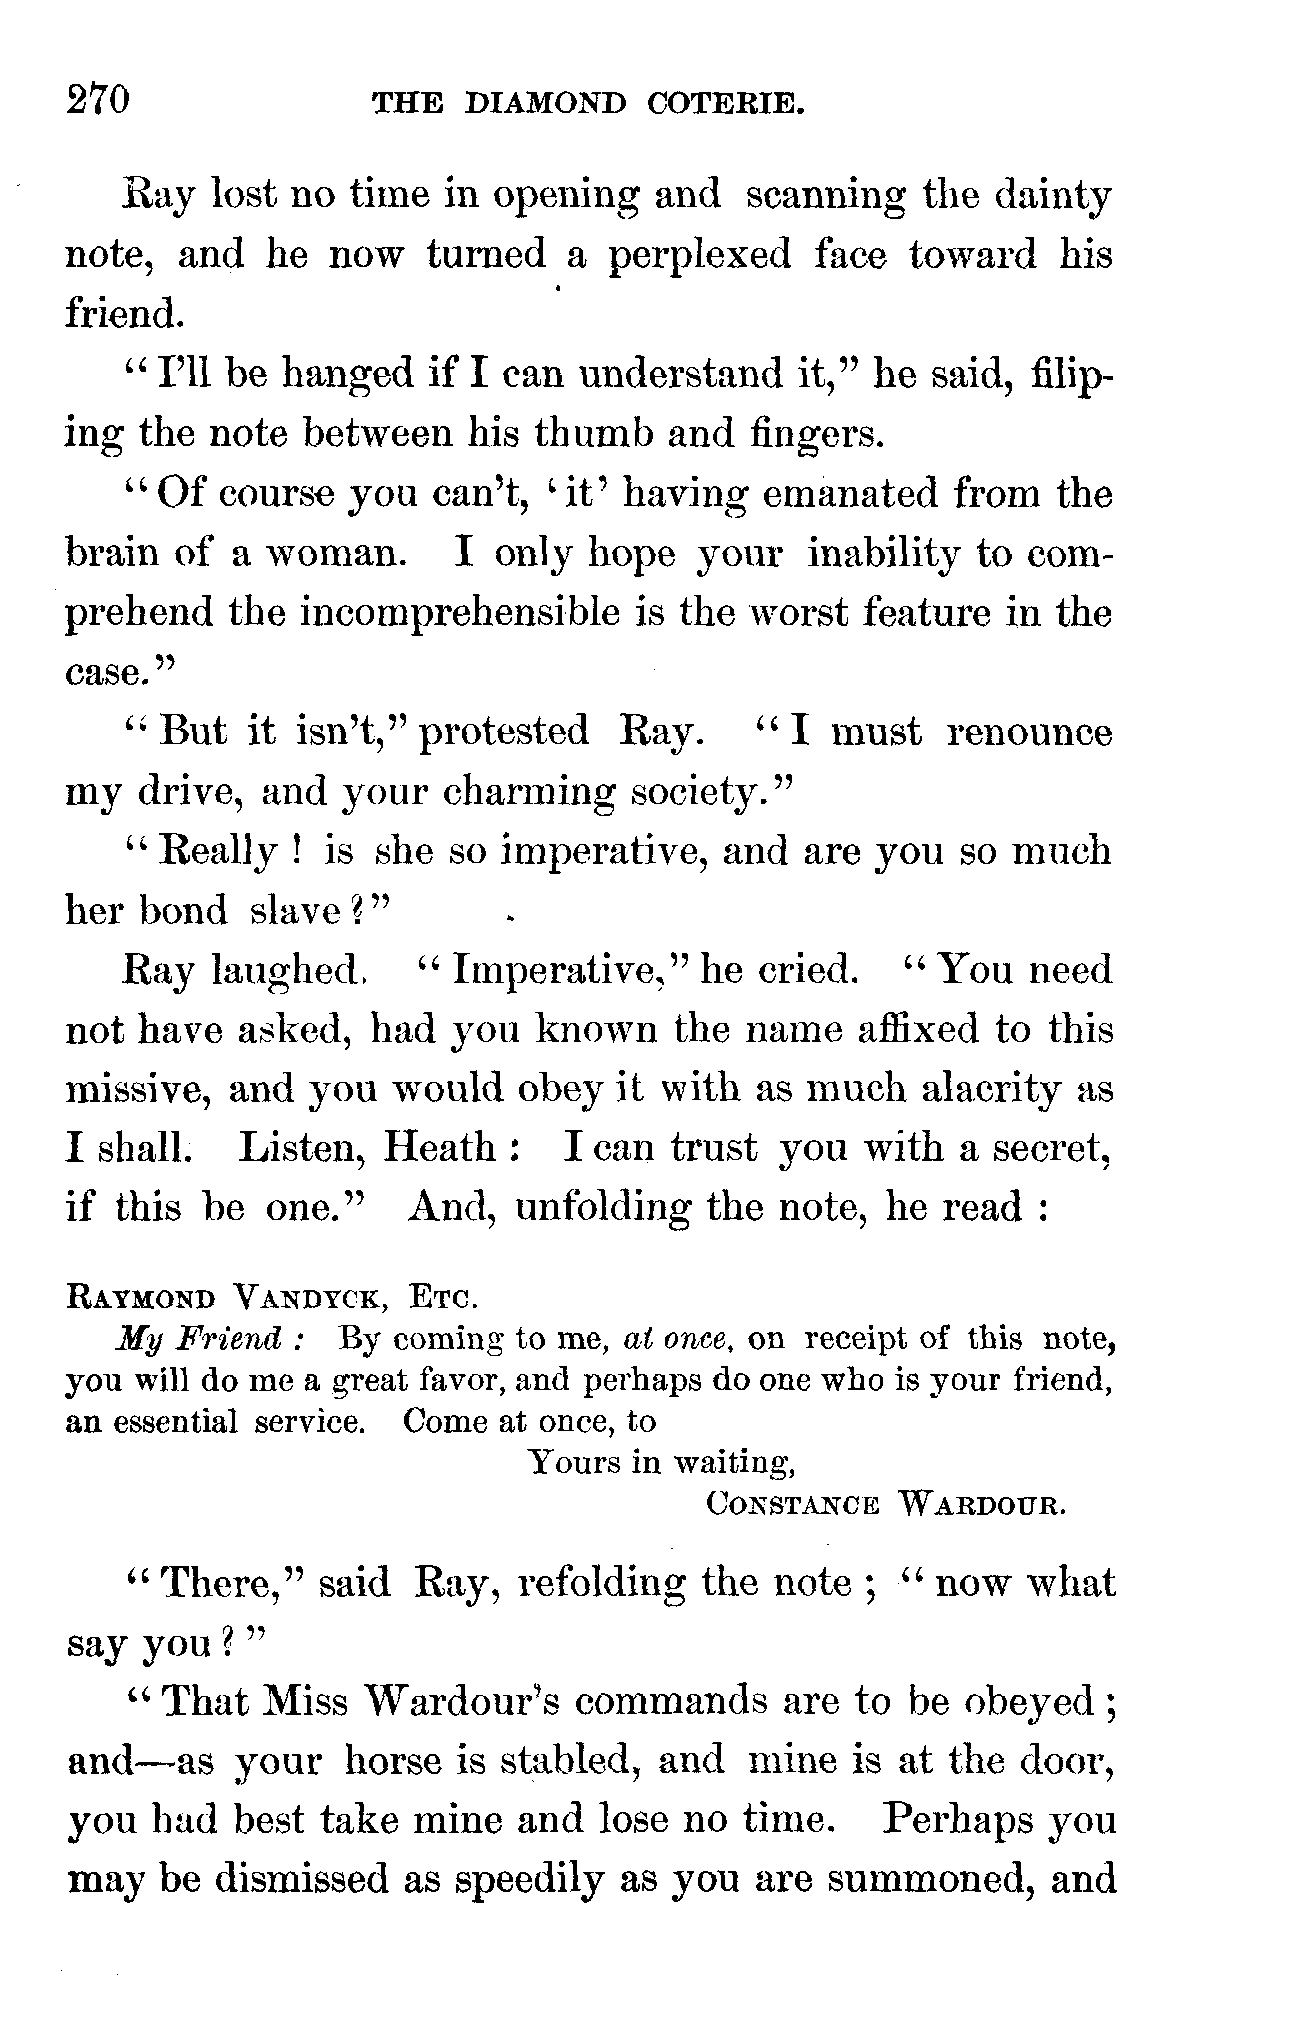 270 THE DIAMOND COTERIE.
Ray lost no time in opening and scanning the dainty
note, and he now turned a perplexed face toward his
friend.
“I’ll be hanged if I can understand it,” he said, filip-
ing the note between his thumb and fingers.
“Of course you can’t, ‘it’ having emanated from the
brain of a woman. I only hope your inability to com-
prehend the incomprehensible is the worst feature in the
case.”
“But it isn’t,” protested Ray. “I must renounce
my drive, and your charming society.”
“Really! is she so imperative, and are you so much
her bond slave?”
Ray laughed. “Imperative,” he cried. “You need
not have asked, had you known the name affixed to this
missive, and you would obey it with as much alacrity as
I shall. Listen, Heath: I can trust you with a secret,
if this be one.” And, unfolding the note, he read:
RAYMOND VANDYCK, ETC.
My Friend: By coming to me, at once, on receipt of this note,
you will do me a great favor, and perhaps do one who is your friend,
an essential service. Come at once, to
Yours in waiting,
CONSTANCE WARDOUR.
“There,” said Ray, refolding the note; “now what
say you?”
“That Miss Wardour’s commands are to be obeyed;
and—as your horse is stabled, and mine is at the door,
you had best take mine and lose no time. Perhaps you
may be dismissed as speedily as you are summoned, and